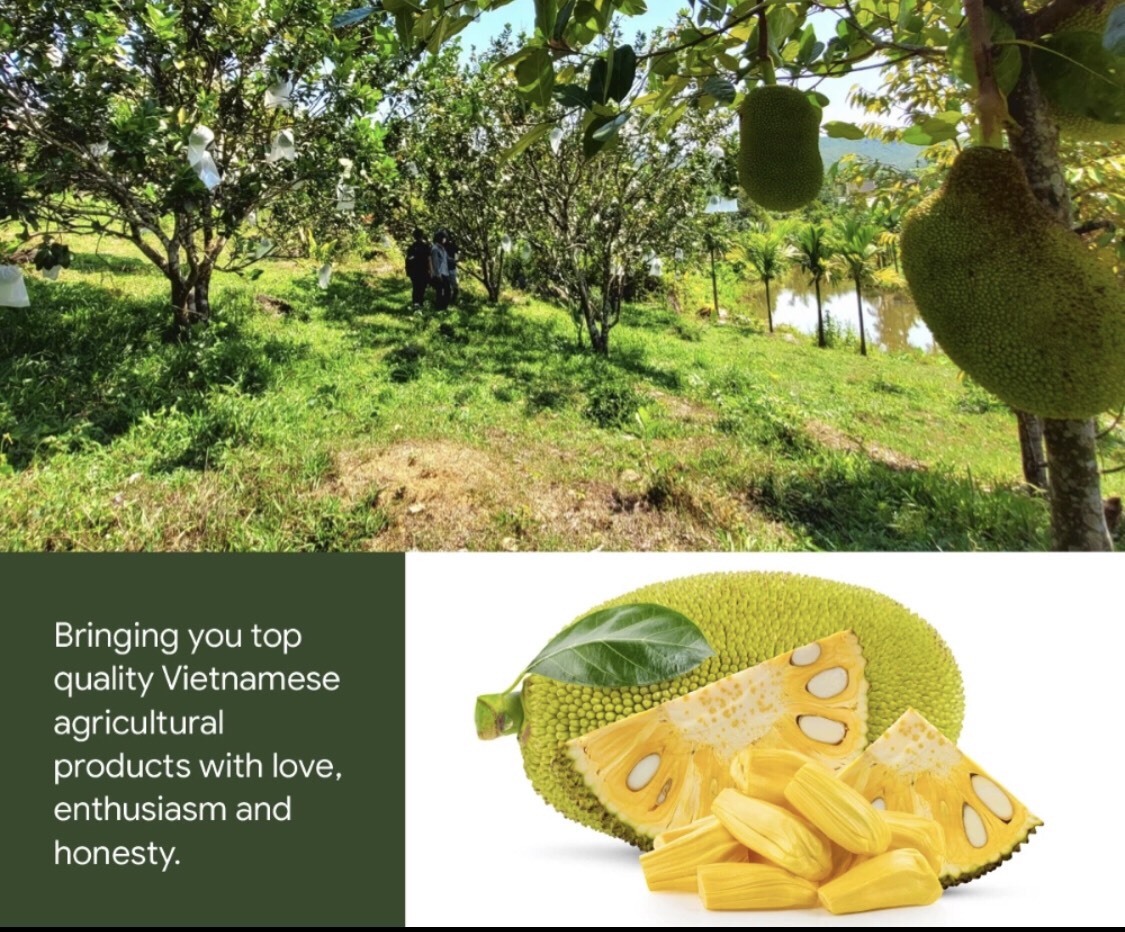 Bringing you top
quality Vietnamese
agricultural
products with love,
enthusiasm and
honesty.